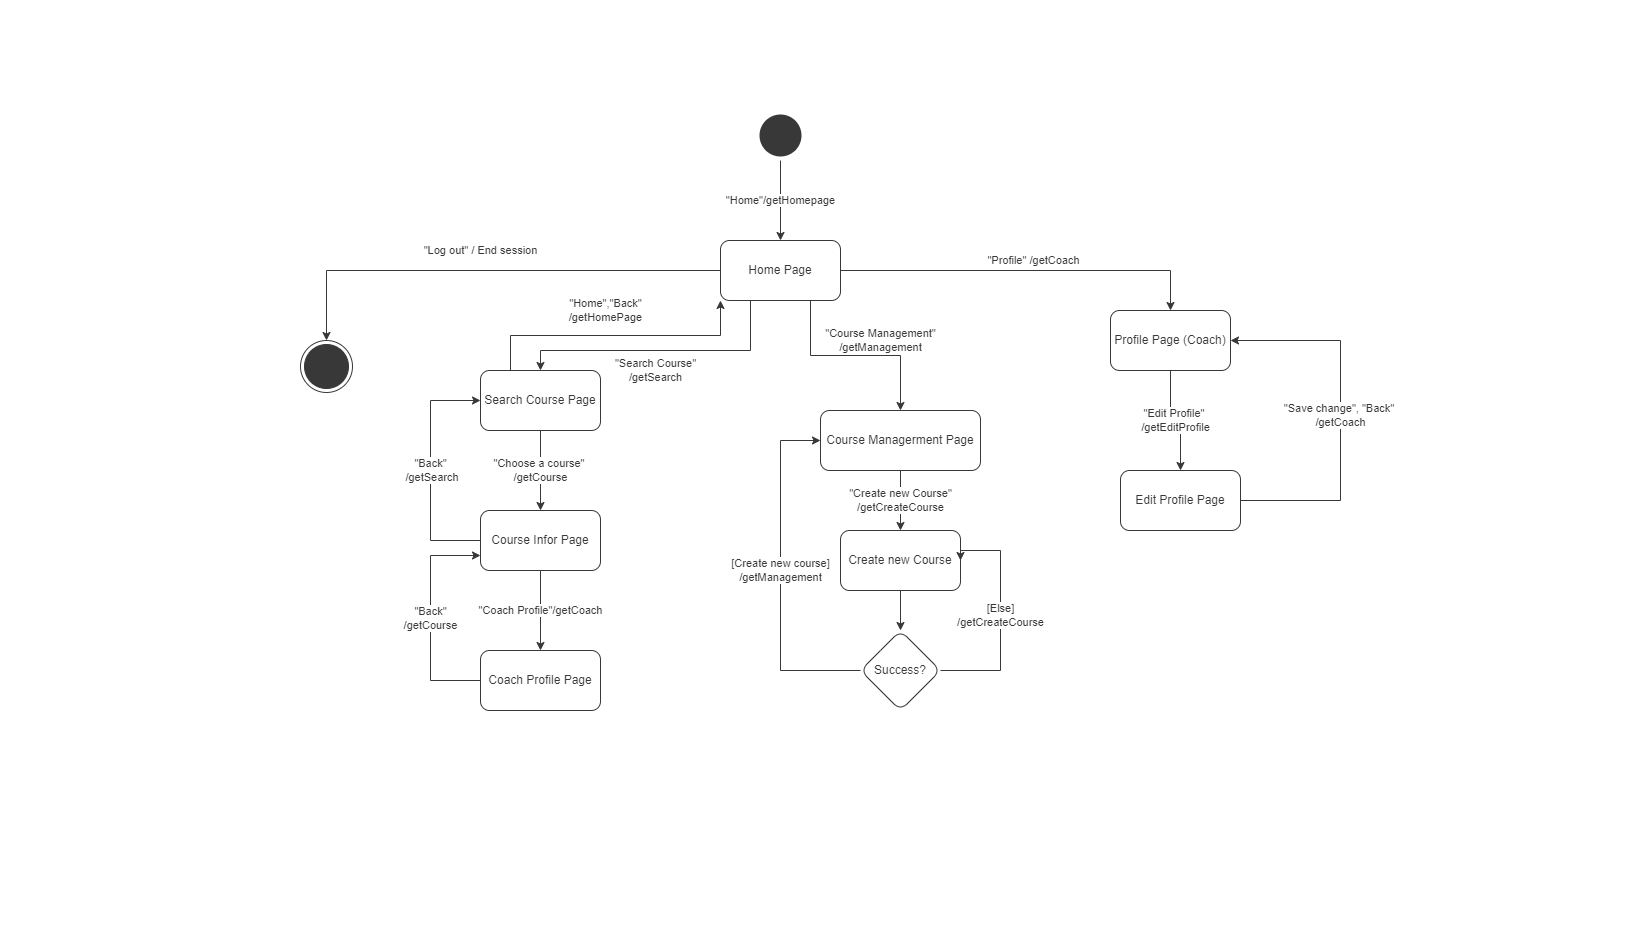 "Home"/getHomepage
"Log out" / End session
"Profile" /getCoach
Home Page
"Home","Back"
/getHomePage
"Course Management"
/getManagement
Profile Page (Coach)
"Search Course"
/getSearch
Search Course Page
"Save change", "Back"
/getCoach
"Edit Profile"
/getEditProfile
Course Managerment Page
"Back"
/getSearch
"Choose a course"
/getCourse
"Create new Course"
/getCreateCourse
Edit Profile Page
Course Infor Page
Create new Course
[Create new course]
/getManagement
"Back"
/getCourse
"Coach Profile"/getCoach
[Else]
/getCreateCourse
Success?
Coach Profile Page